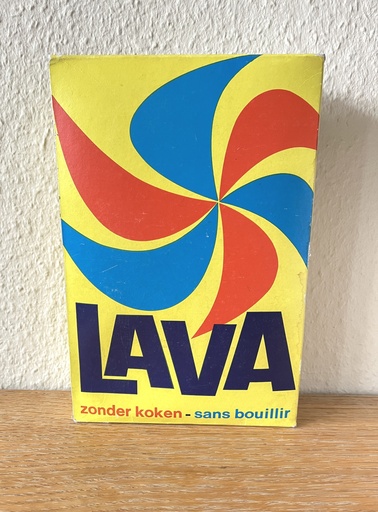 LAVA
zonder koken - sans bouillir